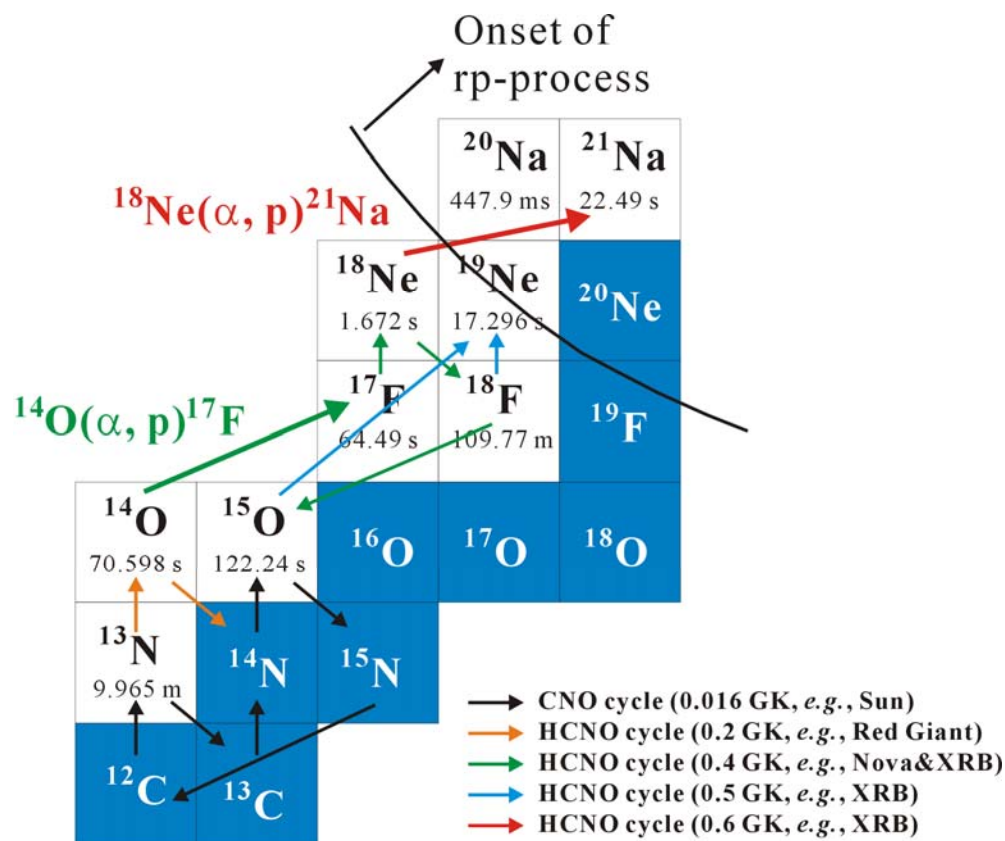 Onset of
rp-process
²⁰Na
²¹Na
447.9 ms
22.49 s
¹⁸Ne(α, p)²¹Na
¹⁸Ne
¹⁹Ne
²⁰Ne
1.672 s
17.296 s
¹⁷F
¹⁸F
¹⁹F
¹⁴O(α, p)¹⁷F
64.49 s
109.77 m
¹⁴O
¹⁵O
¹⁶O
¹⁷O
¹⁸O
70.598 s
122.24 s
¹³N
¹⁴N
¹⁵N
9.965 m
¹²C
¹³C
CNO cycle (0.016 GK, e.g., Sun)
HCNO cycle (0.2 GK, e.g., Red Giant)
HCNO cycle (0.4 GK, e.g., Nova&XRB)
HCNO cycle (0.5 GK, e.g., XRB)
HCNO cycle (0.6 GK, e.g., XRB)